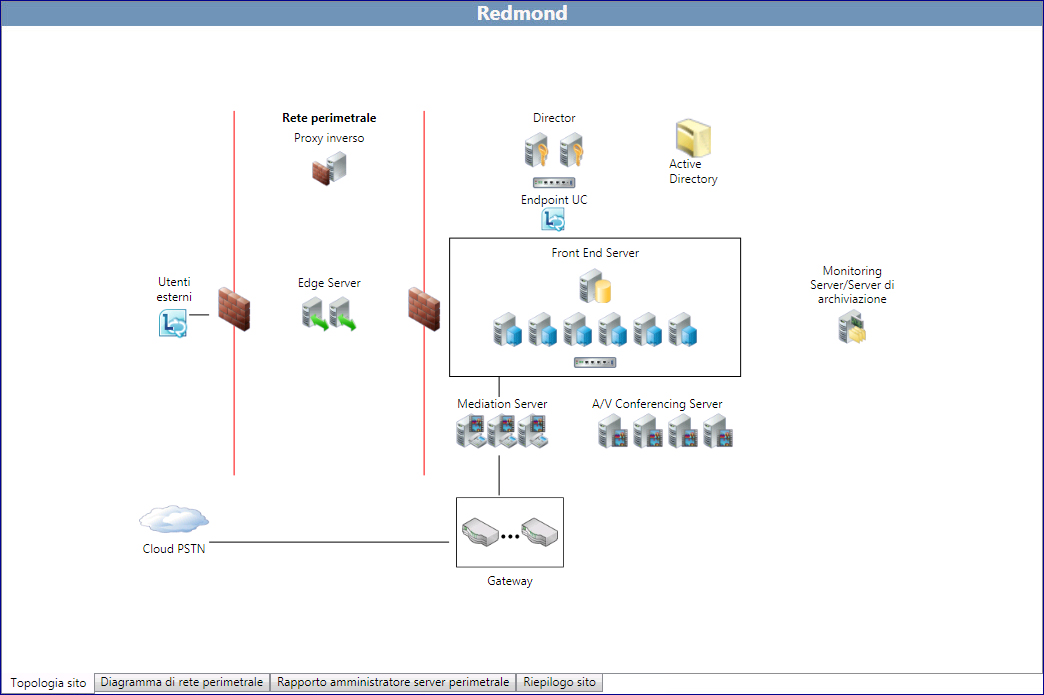 Redmond
Rete perimetrale
Proxy inverso
Director
Active
Directory
Endpoint UC
Front End Server
Utenti
esterni
Edge Server
Monitoring
Server/Server di
archiviazione
Mediation Server
A/V Conferencing Server
Cloud PSTN
Gateway
Topologia sito
Diagramma di rete perimetrale
Rapporto amministratore server perimetrale
Riepilogo sito